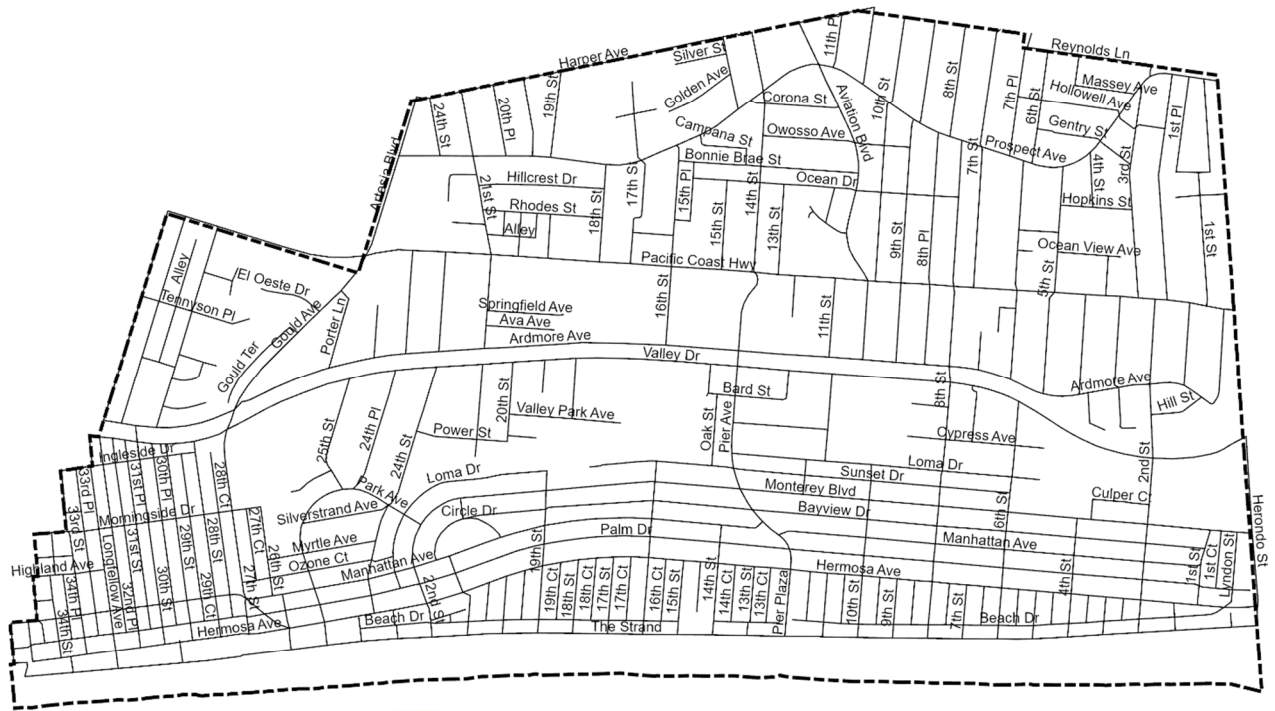 Reynolds Ln
Harper Ave
Silver St
11th Pl
Massey Ave
Golden Ave
Hollowell Ave
8th St
7th Pl
6th St
1st Pl
24th St
20th Pl
19th St
Corona St
10th St
Aviation Blvd
Gentry St
Campana St
Owosso Ave
Prospect Ave
7th St
Artesia Blvd
Bonnie Brae St
4th St
3rd St
Hillcrest Dr
Ocean Dr
21st St
18th St
17th St
15th Pl
14th St
Hopkins St
Rhodes St
Alley
15th St
13th St
9th St
8th Pl
1st St
Ocean View Ave
Alley
Pacific Coast Hwy
5th St
El Oeste Dr
Tennyson Pl
Gould Ave
Porter Ln
Springfield Ave
Ava Ave
16th St
11th St
Ardmore Ave
Valley Dr
Gould Ter
Bard St
8th St
Ardmore Ave
Hill St
20th St
Valley Park Ave
Oak St
Pier Ave
25th St
24th Pl
24th St
Power St
Cypress Ave
Ingleside Dr
33rd Pl
31st Pl
30th Pl
28th Ct
Loma Dr
Sunset Dr
Loma Dr
2nd St
Park Ave
Monterey Blvd
Culper Ct
Morningside Dr
33rd St
Silverstrand Ave
Circle Dr
Bayview Dr
6th St
Herondo St
Longfellow Ave
31st St
29th St
28th St
27th Ct
Myrtle Ave
Palm Dr
Manhattan Ave
Highland Ave
Ozone Ct
Manhattan Ave
26th St
19th St
Hermosa Ave
4th St
1st St
1st Ct
Lyndon St
34th Pl
32nd Pl
30th St
29th Ct
27th St
22nd St
19th Ct
18th St
18th Ct
17th St
17th Ct
16th Ct
15th St
14th St
14th Ct
13th St
13th Ct
Pier Plaza
10th St
9th St
7th St
34th St
Hermosa Ave
Beach Dr
The Strand
Beach Dr